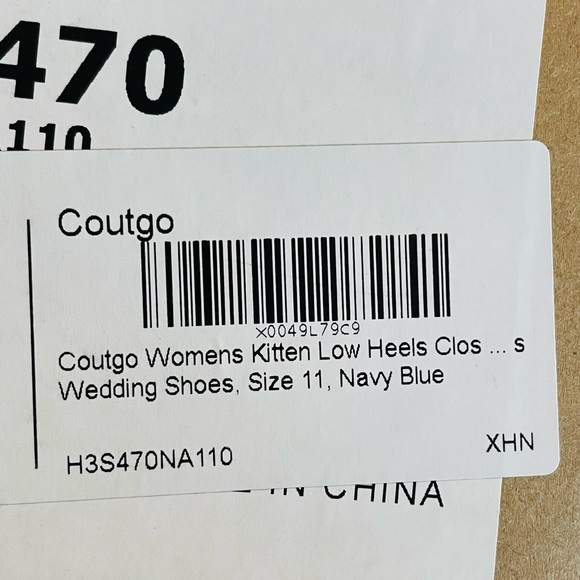 470
110
Coutgo
X0049L79C9
Coutgo Womens Kitten Low Heels Clos ... s
Wedding Shoes, Size 11, Navy Blue
H3S470NA110
XHN
IN CHINA